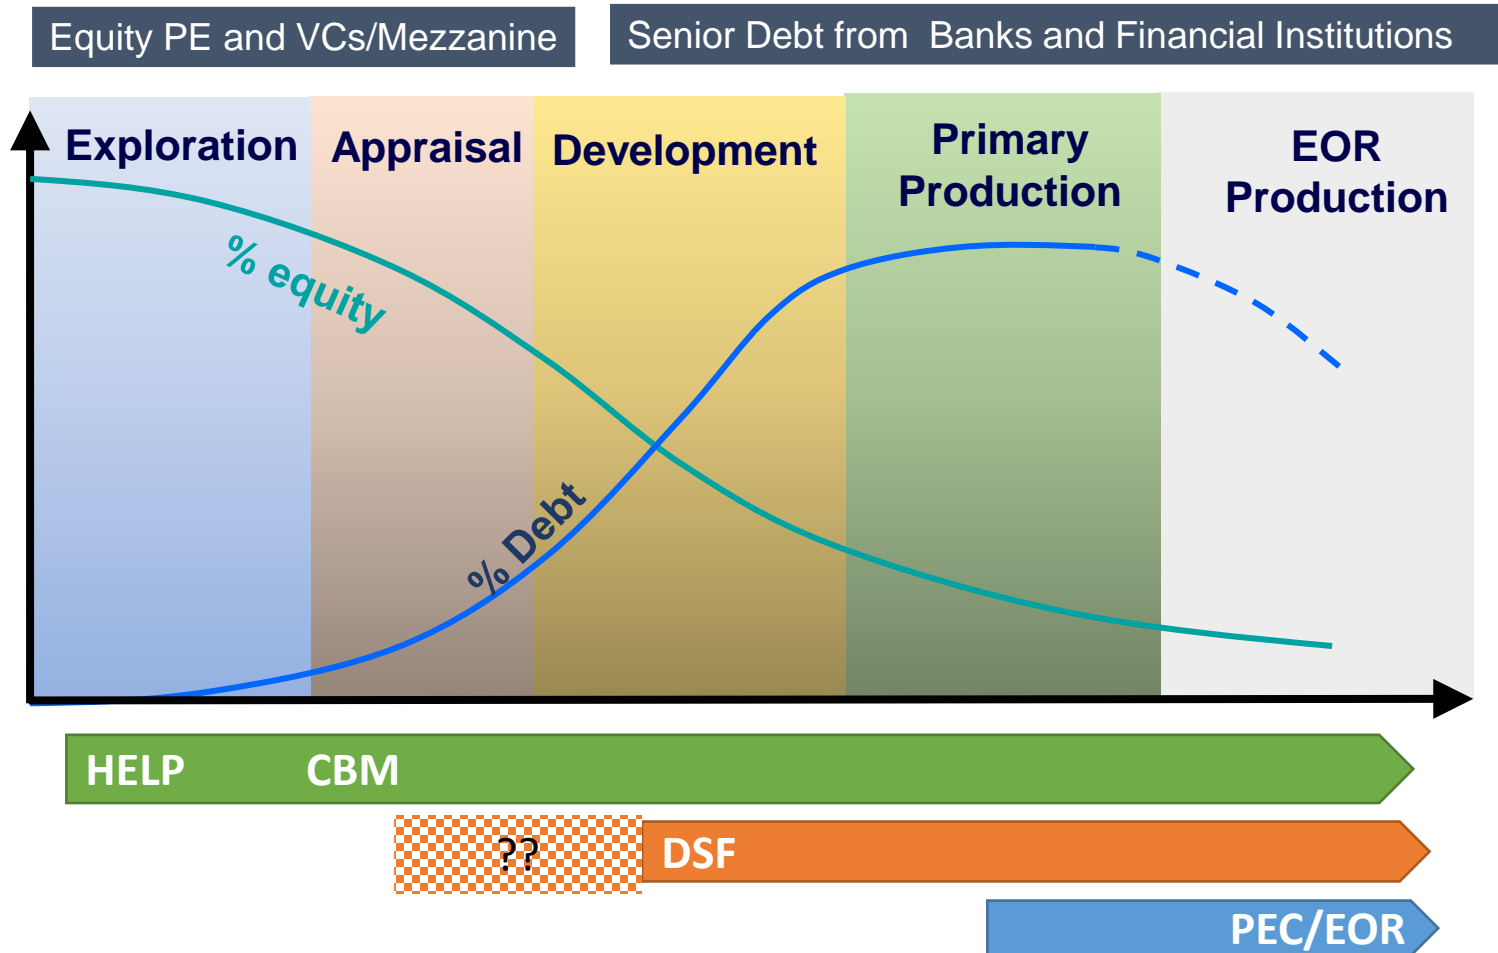 Equity PE and VCs/Mezzanine
Senior Debt from Banks and Financial Institutions
Exploration
Appraisal
Development
Primary
Production
EOR
Production
% equity
% Debt
HELP
CBM
??
DSF
PEC/EOR